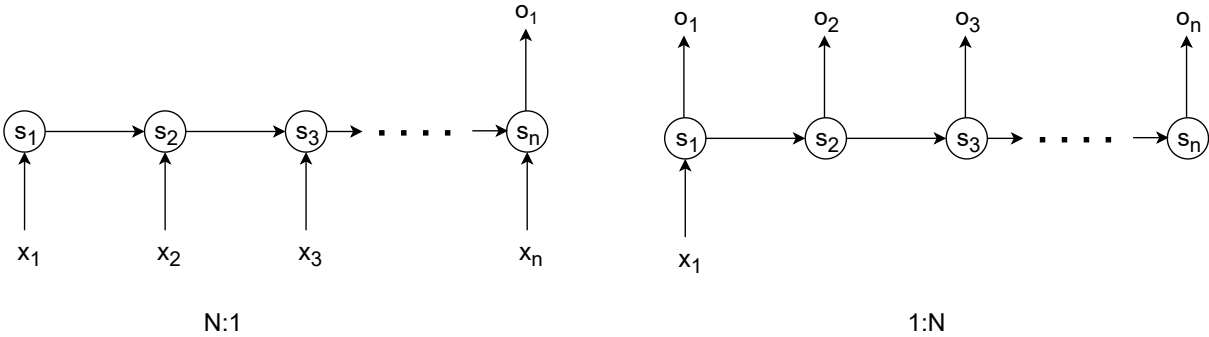 o1
s1 s2 s3 .... sn
x1 x2 x3 xn
N:1
o1 o2 o3 on
s1 s2 s3 .... sn
x1
1:N